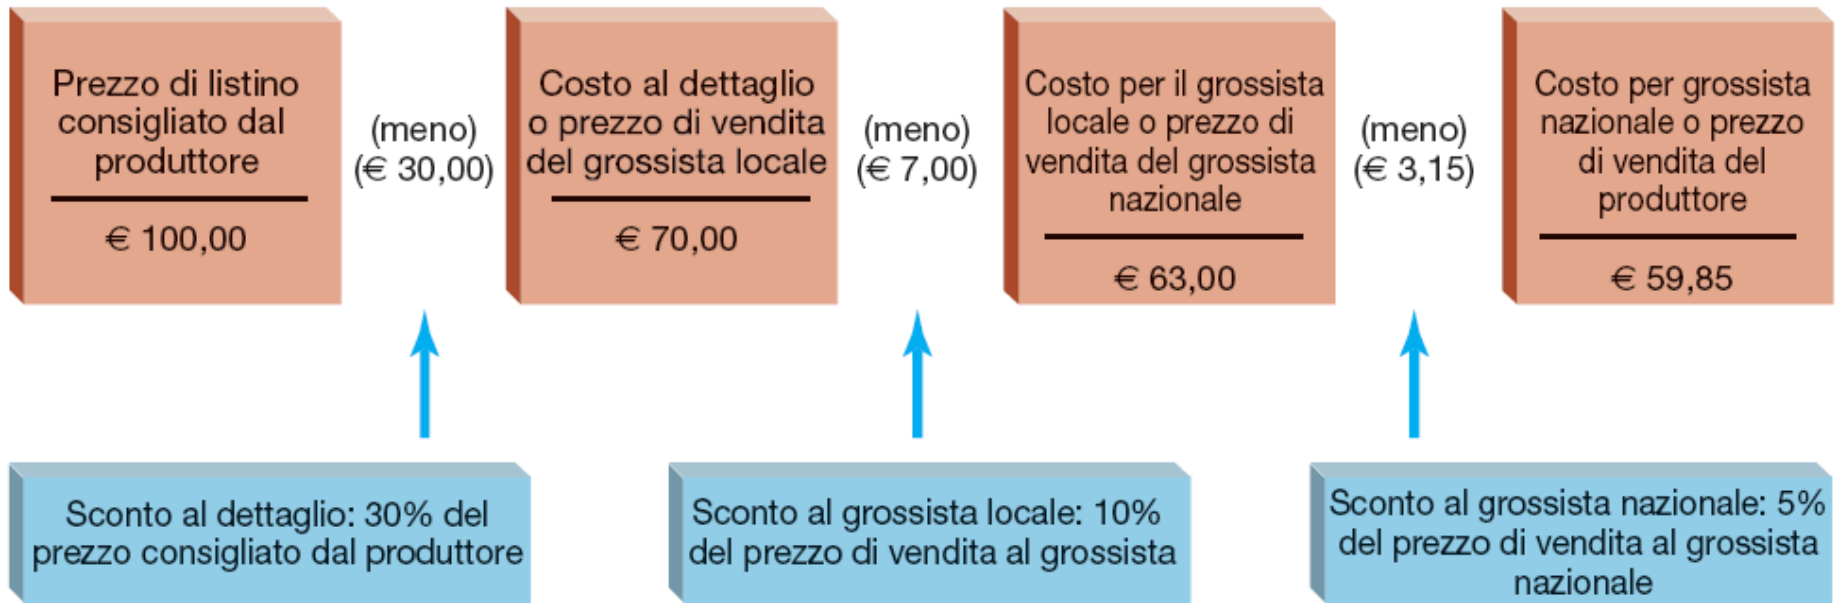 Prezzo di listino
consigliato dal
produttore
€ 100,00
(meno)
(€ 30,00)
Costo al dettaglio
o prezzo di vendita
del grossista locale
€ 70,00
(meno)
(€ 7,00)
Costo per il grossista
locale o prezzo di
vendita del grossista
nazionale
€ 63,00
(meno)
(€ 3,15)
Costo per grossista
nazionale o prezzo
di vendita del
produttore
€ 59,85
Sconto al dettaglio: 30% del
prezzo consigliato dal produttore
Sconto al grossista locale: 10%
del prezzo di vendita al grossista
Sconto al grossista nazionale: 5%
del prezzo di vendita al grossista
nazionale